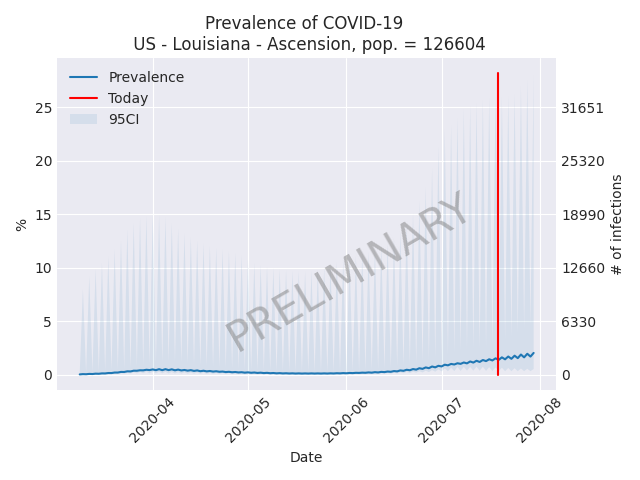 Prevalence of COVID-19
US - Louisiana - Ascension, pop. = 126604
Prevalence
Today
95CI
25
20
15
10
5
0
%
31651
25320
18990
12660
6330
0
# of infections
PRELIMINARY
2020-04
2020-05
2020-06
2020-07
2020-08
Date